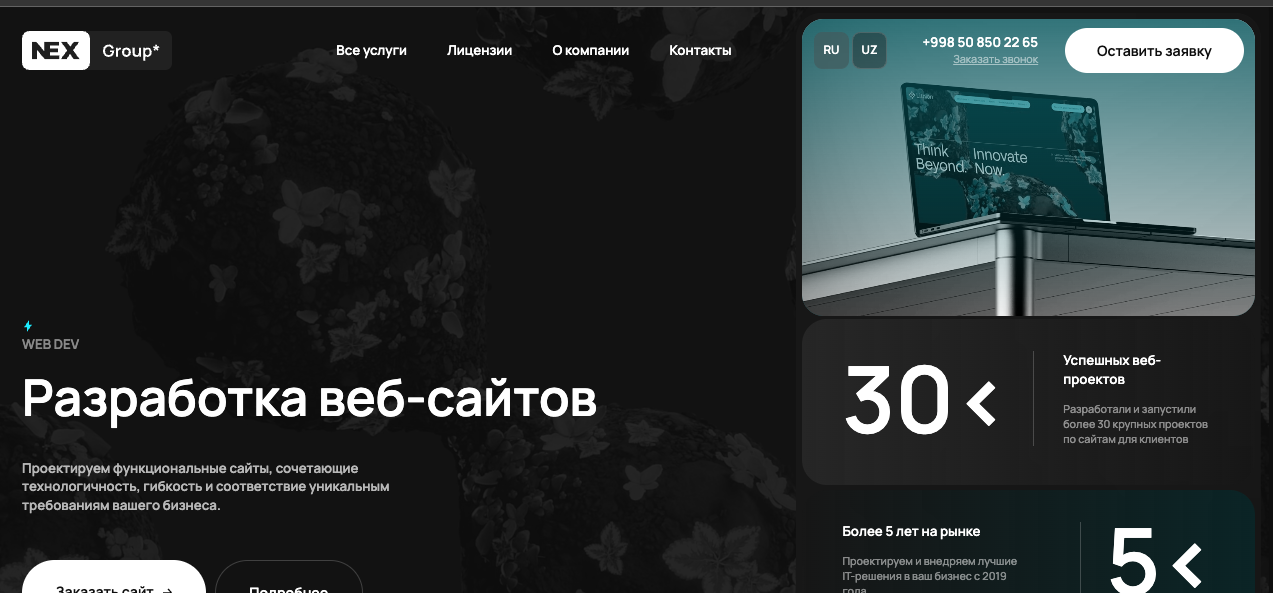 NEX Group*
Все услуги
Лицензии
О компании
Контакты
RU
UZ
+998 50 850 22 65
Заказать звонок
Оставить заявку
Think
Beyond.
Innovate
Now.
WEB DEV
Разработка веб-сайтов
Проектируем функциональные сайты, сочетающие
технологичность, гибкость и соответствие уникальным
требованиям вашего бизнеса.
Заказать сайт →
Подробнее
30<
Успешных веб-
проектов
Разработали и запустили
более 30 крупных проектов
по сайтам для клиентов
Более 5 лет на рынке
Проектируем и внедряем лучшие
IT-решения в ваш бизнес с 2019
года
5<